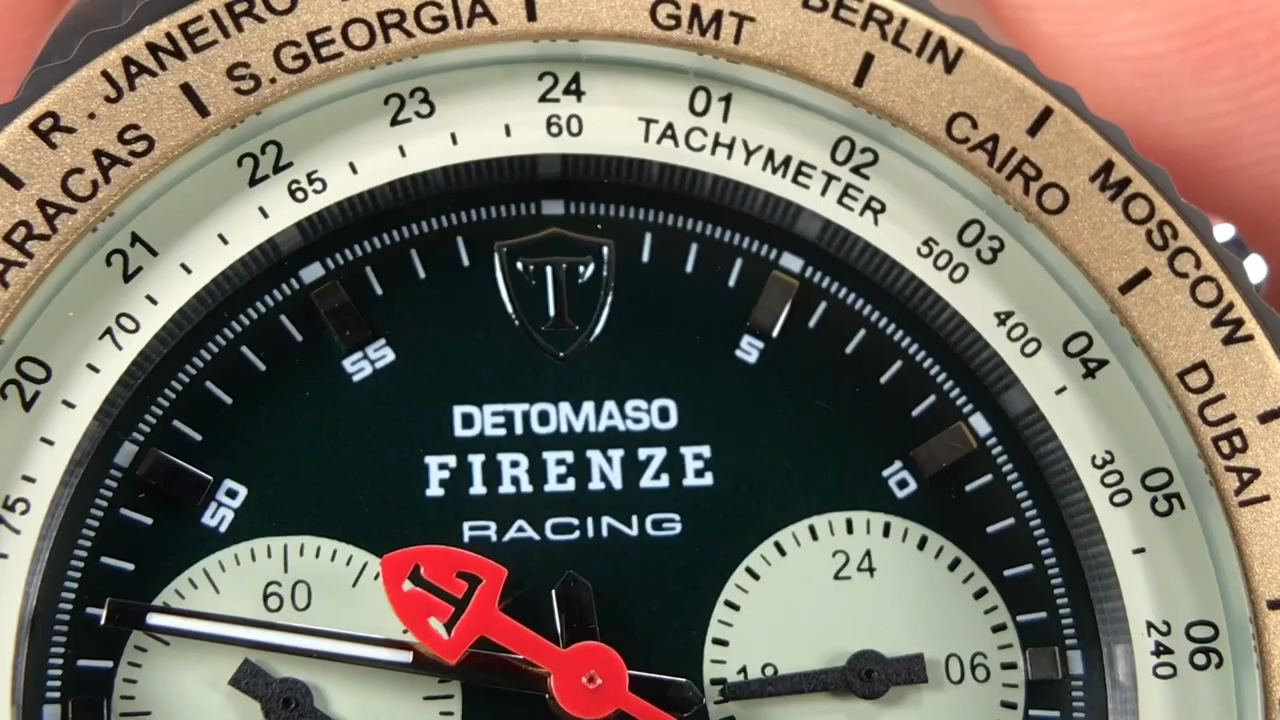 R. JANEIRO
S.GEORGIA
GMT
BERLIN
CAIRO
MOSCOW
DUBAI
20
21
22
23
24
01
02
03
04
05
06
75
70
65
60
TACHYMETER
500
400
300
240
T
55
5
50
10
DETOMASO
FIRENZE
RACING
60
T
24
06